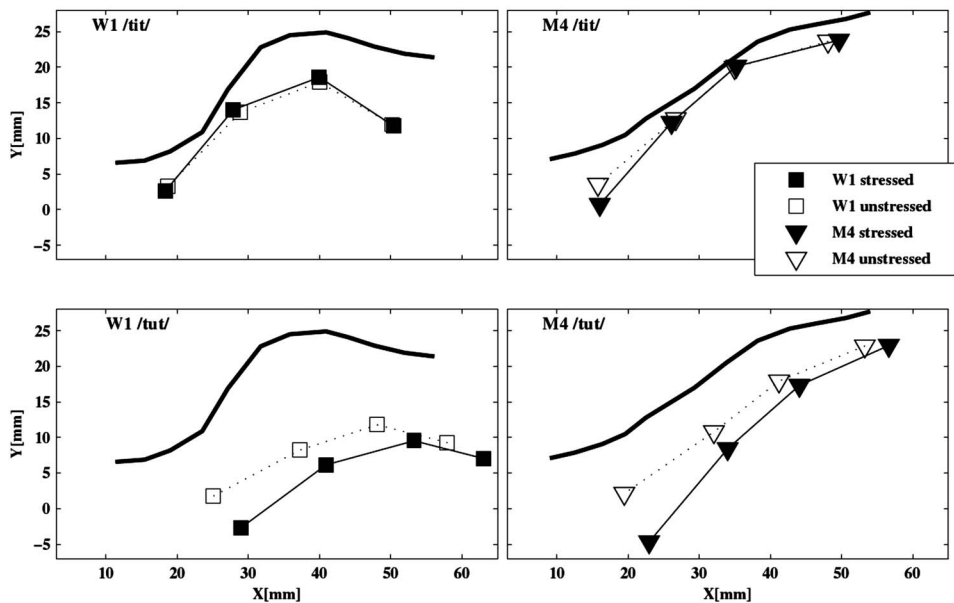 W1 /tit/
M4 /tit/
25
20
15
10
5
0
−5
Y[mm]
W1 stressed
W1 unstressed
M4 stressed
M4 unstressed
W1 /tut/
M4 /tut/
25
20
15
10
5
0
−5
Y[mm]
10 20 30 40 50 60
10 20 30 40 50 60
X[mm]
X[mm]